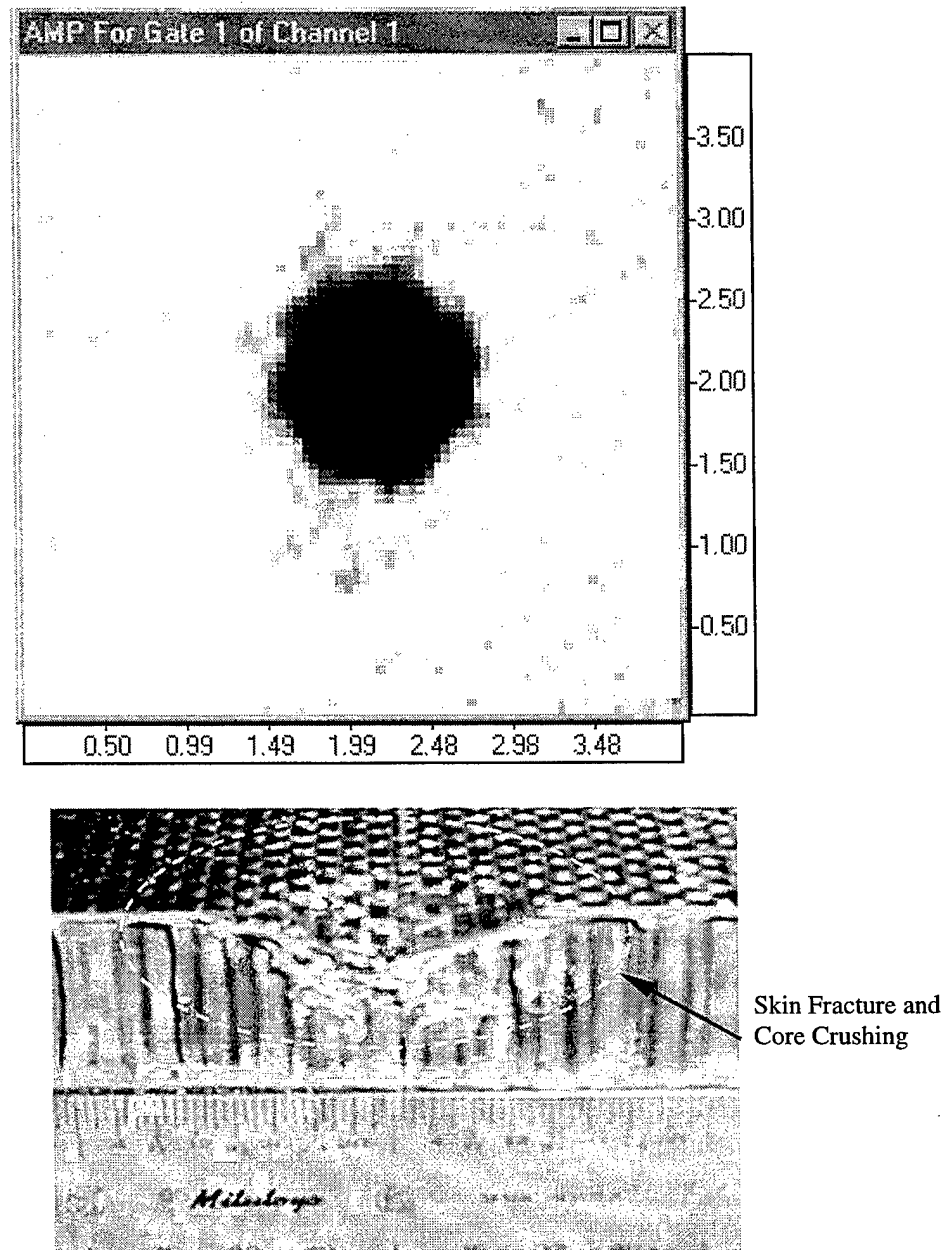 AMP For Gate 1 of Channel 1
3.50
3.00
2.50
2.00
1.50
1.00
0.50
0.50 0.99 1.49 1.99 2.48 2.98 3.48
Skin Fracture and
Core Crushing
Mitutoyo